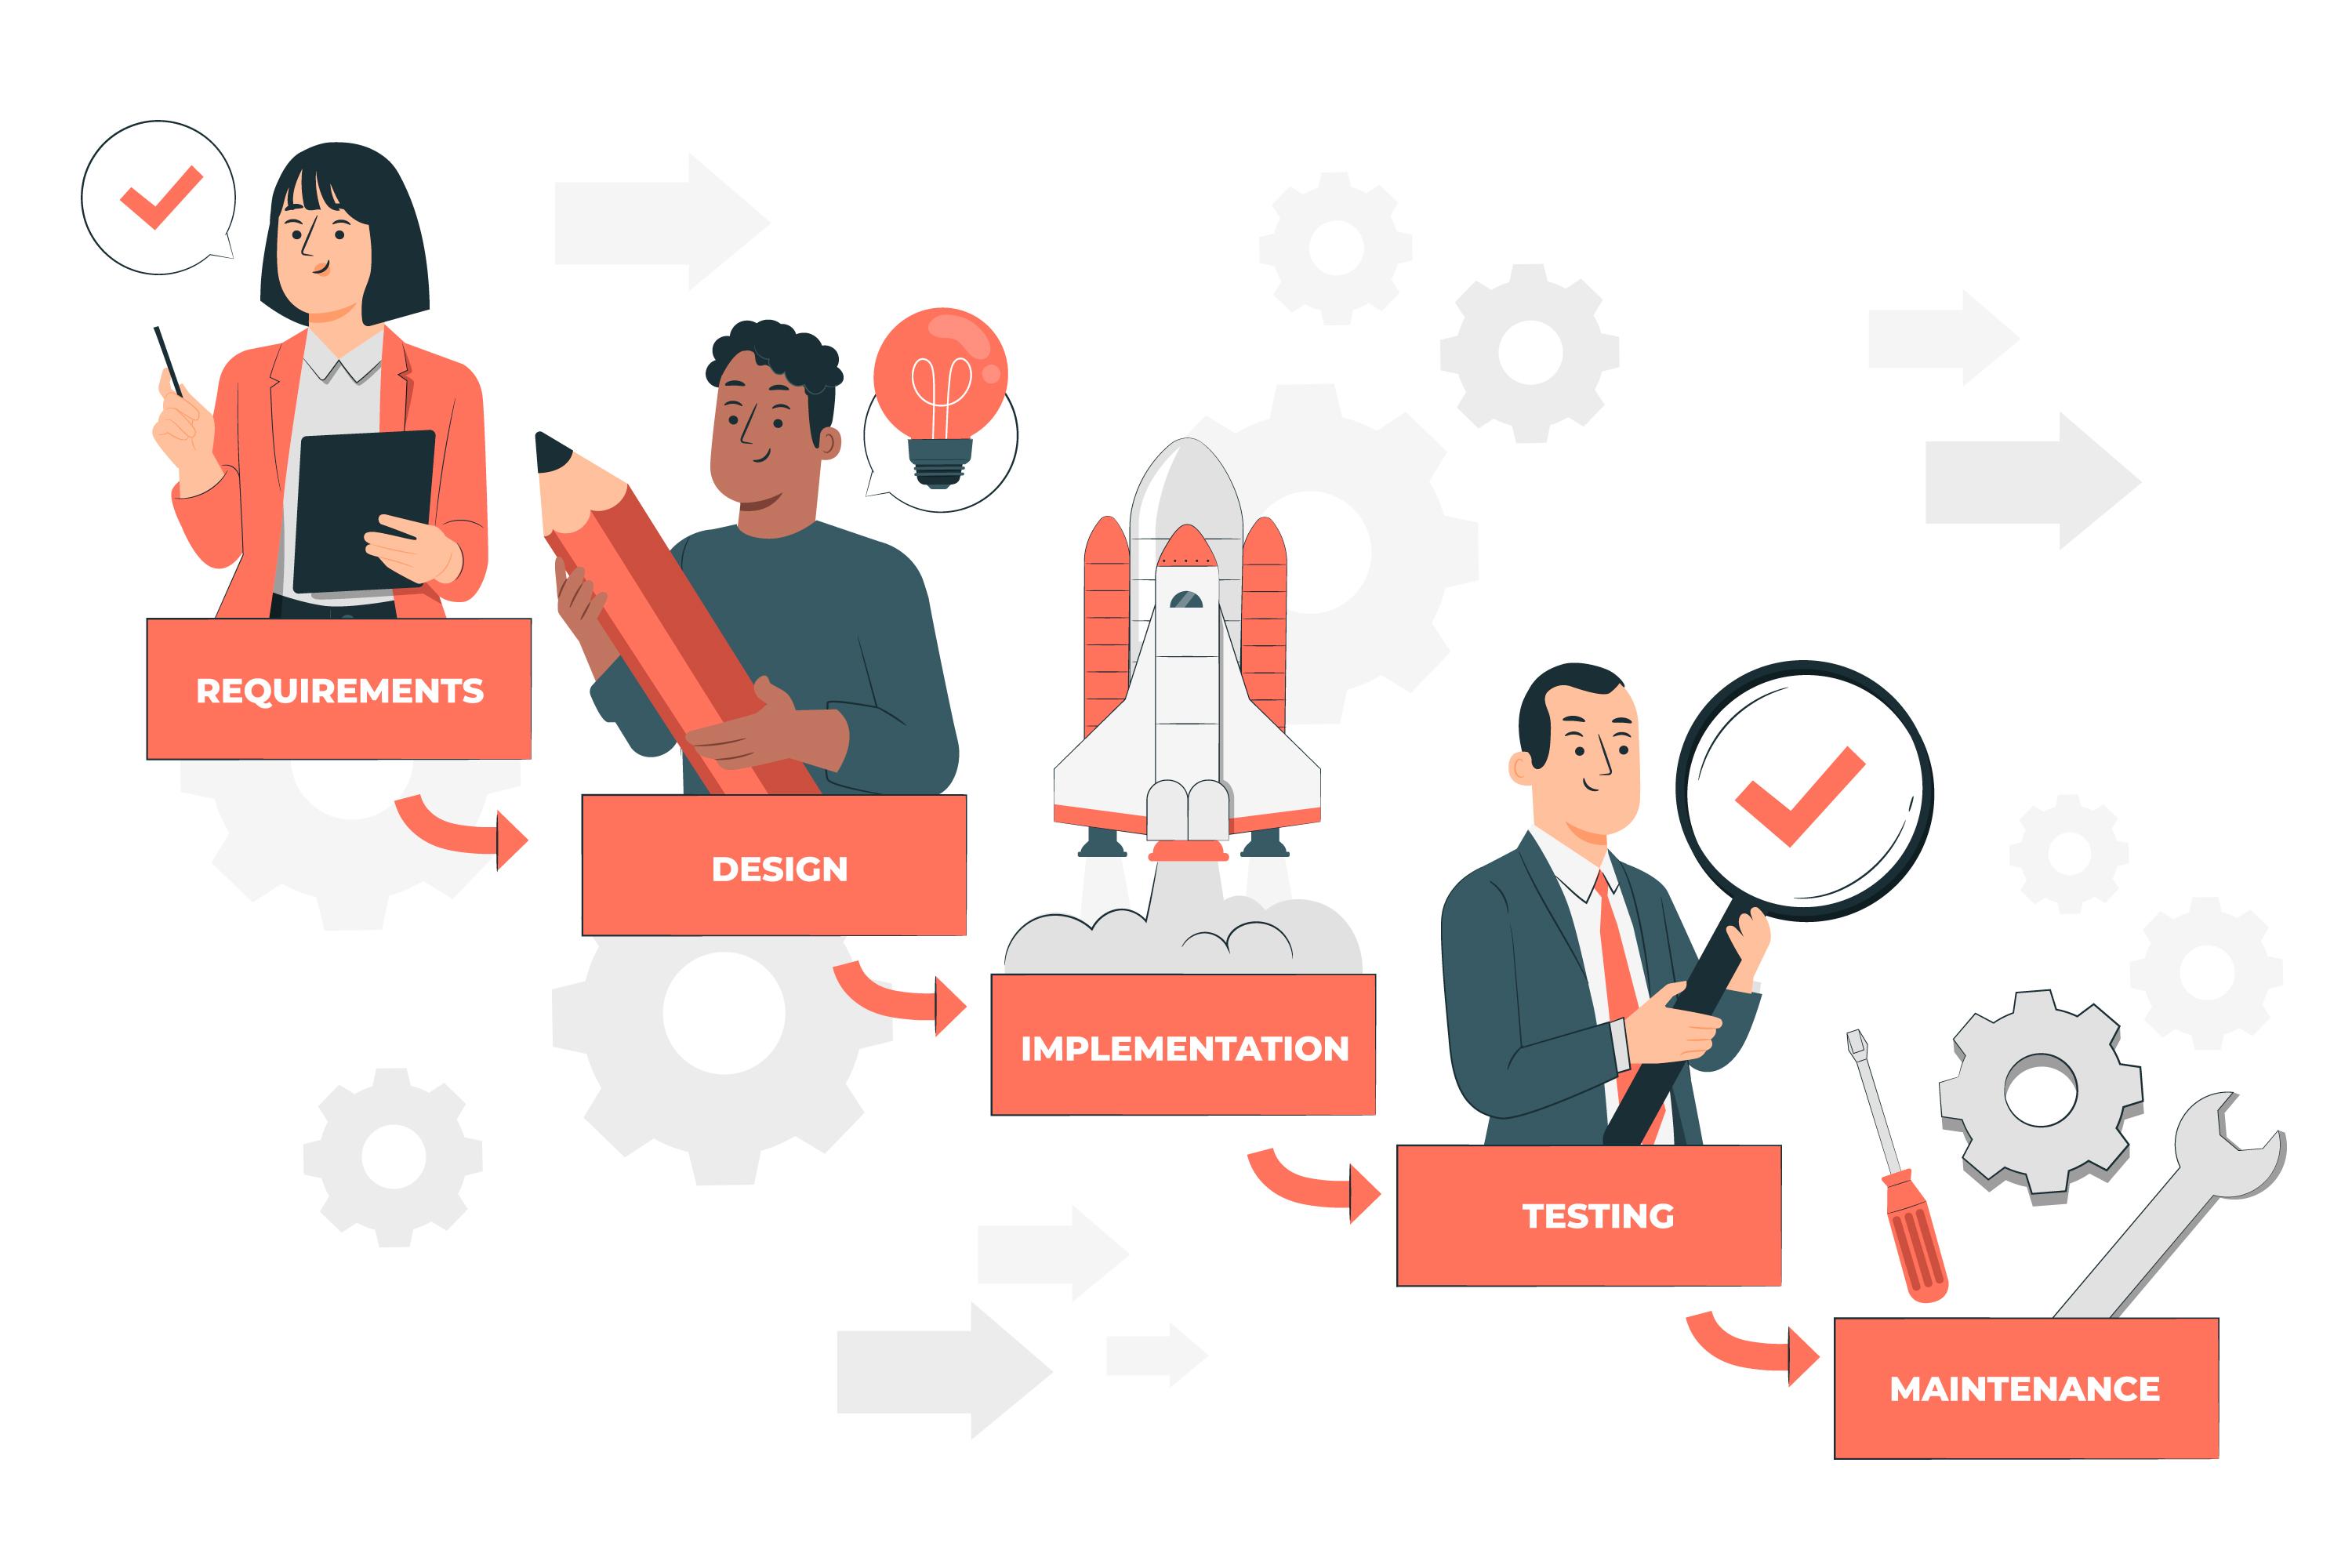 REQUIREMENTS
DESIGN
IMPLEMENTATION
TESTING
MAINTENANCE